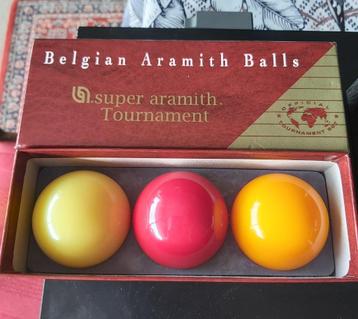 Belgian Aramith Balls
super aramith
Tournament
OFFICIAL
TOURNAMENT SET